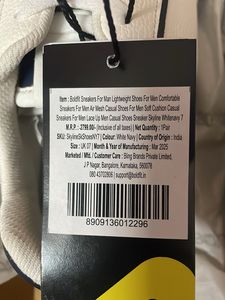 Item : Boldfit Sneakers For Man Lightweight Shoes For Men Comfortable
Sneakers For Men Air Mesh Casual Shoes For Men Soft Cushion Casual
Sneakers For Men Lace Up Men Casual Shoes Sneaker Skyline Whitenavy 7
M.R.P. : 2799.00/- (Inclusive of all taxes) | Net Quantity : 1Pair
SKU: SkylineSkShoesNY7 | Colour : White Navy | Country of Origin : India
Size : UK 07 | Month & Year of Manufacturing : Mar 2025
Marketed / Mfd. / Customer Care : Bling Brands Private Limited,
J P Nagar, Bangalore, Karnataka, 560078
080 43702806 | support@boldfit.in
8909136012296